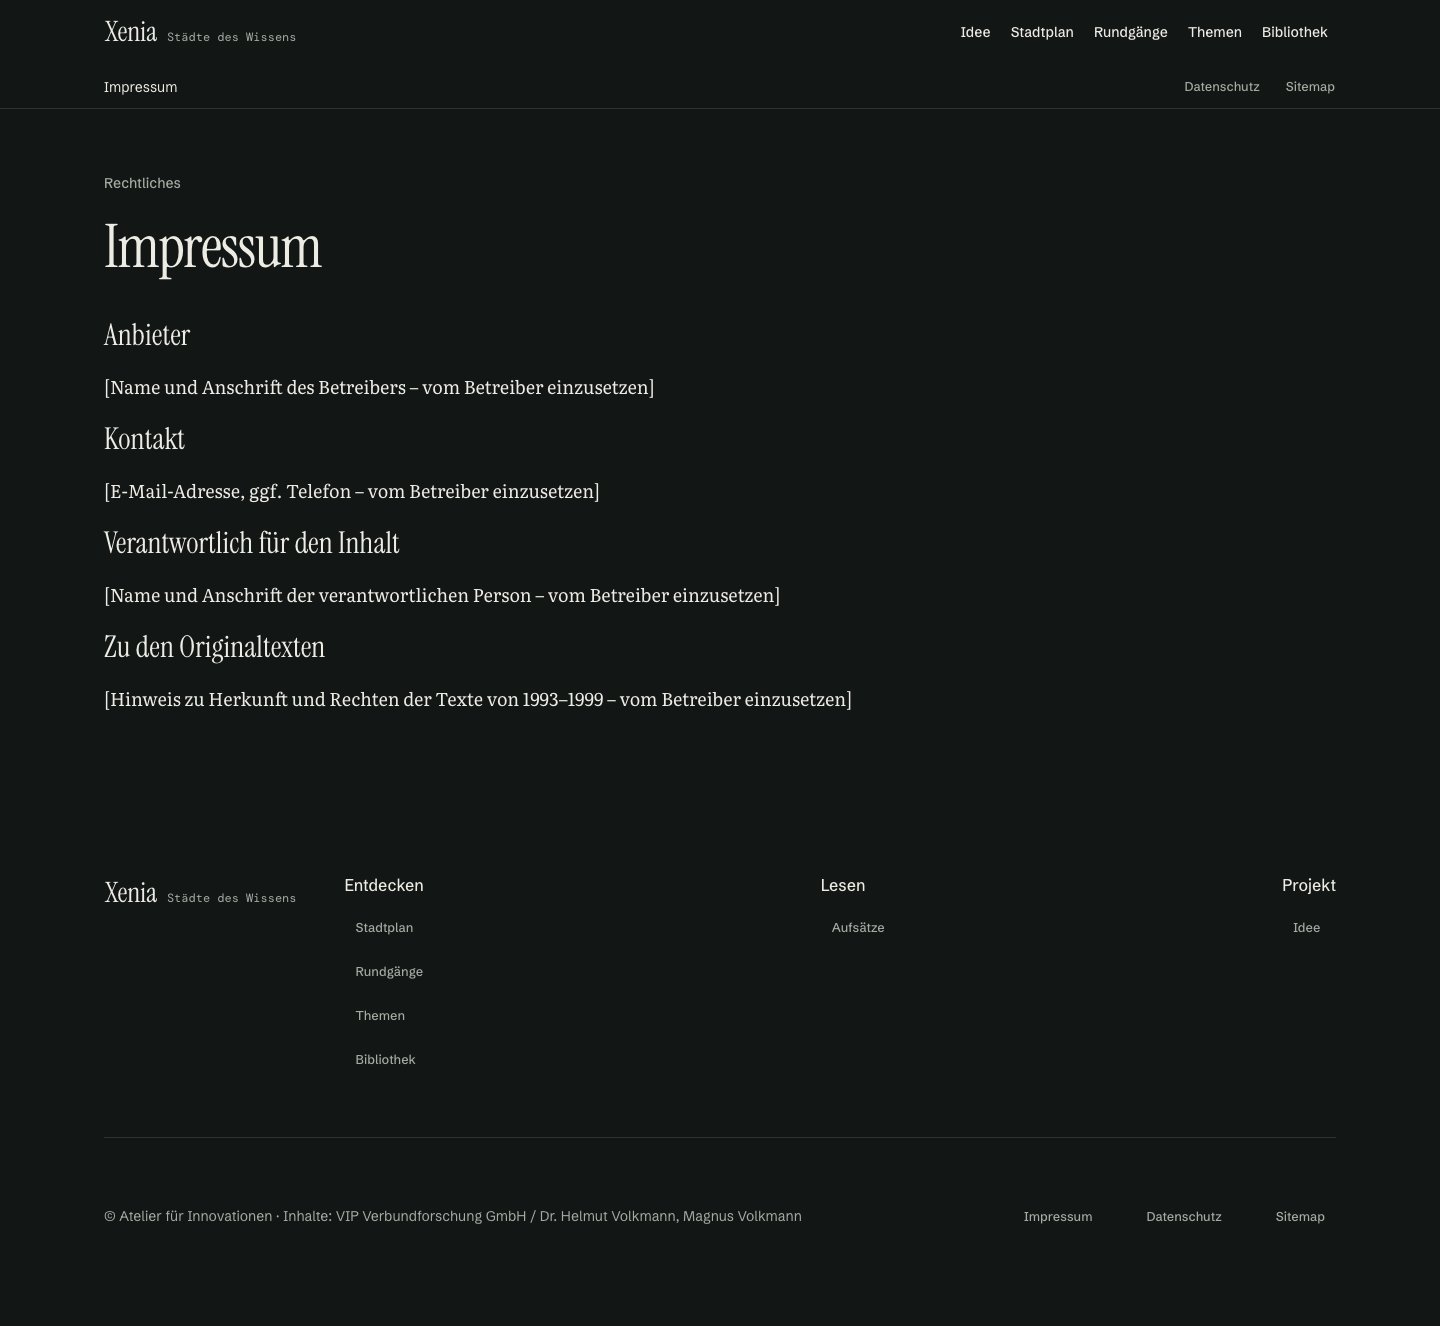 Xenia Städte des Wissens
Idee Stadtplan Rundgänge Themen Bibliothek
Impressum
Datenschutz Sitemap
Rechtliches
Impressum
Anbieter
[Name und Anschrift des Betreibers – vom Betreiber einzusetzen]
Kontakt
[E-Mail-Adresse, ggf. Telefon – vom Betreiber einzusetzen]
Verantwortlich für den Inhalt
[Name und Anschrift der verantwortlichen Person – vom Betreiber einzusetzen]
Zu den Originaltexten
[Hinweis zu Herkunft und Rechten der Texte von 1993–1999 – vom Betreiber einzusetzen]
Xenia Städte des Wissens
Entdecken
Stadtplan
Rundgänge
Themen
Bibliothek
Lesen
Aufsätze
Projekt
Idee
© Atelier für Innovationen · Inhalte: VIP Verbundforschung GmbH / Dr. Helmut Volkmann, Magnus Volkmann
Impressum Datenschutz Sitemap